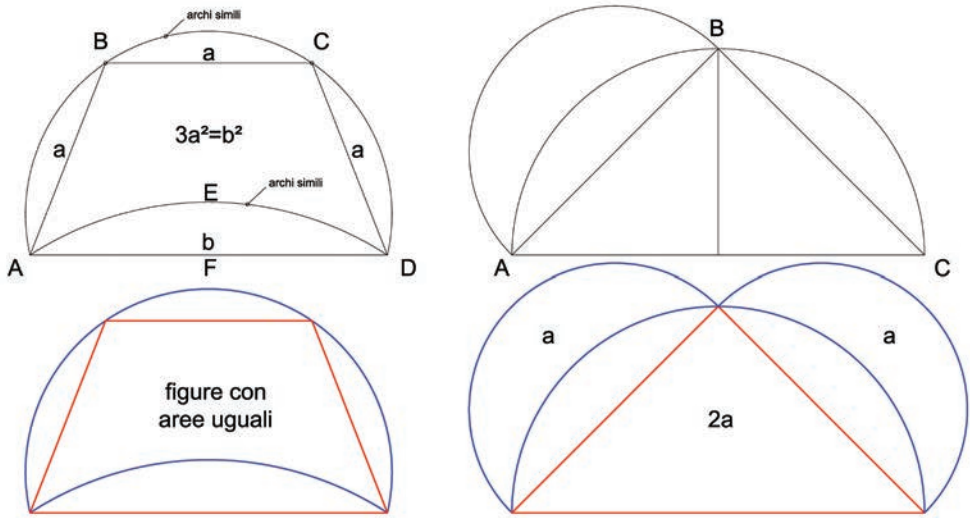 archi simili
B
a
C
a
3a²=b²
a
E
archi simili
A
b
F
D
B
A
C
figure con
aree uguali
a
a
2a